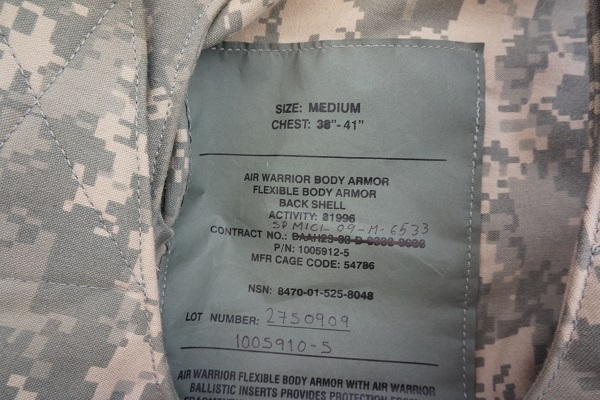 SIZE: MEDIUM
CHEST: 38"- 41"
AIR WARRIOR BODY ARMOR
FLEXIBLE BODY ARMOR
BACK SHELL
ACTIVITY: 81996
SPMICL-09-M-6533
CONTRACT NO.:
P/N: 1005912-5
MFR CAGE CODE: 54786
NSN: 8470-01-525-8048
LOT NUMBER: 2750909
1005910-5
AIR WARRIOR FLEXIBLE BODY ARMOR WITH AIR WARRIOR
BALLISTIC INSERTS PROVIDES PROTECTION FROM